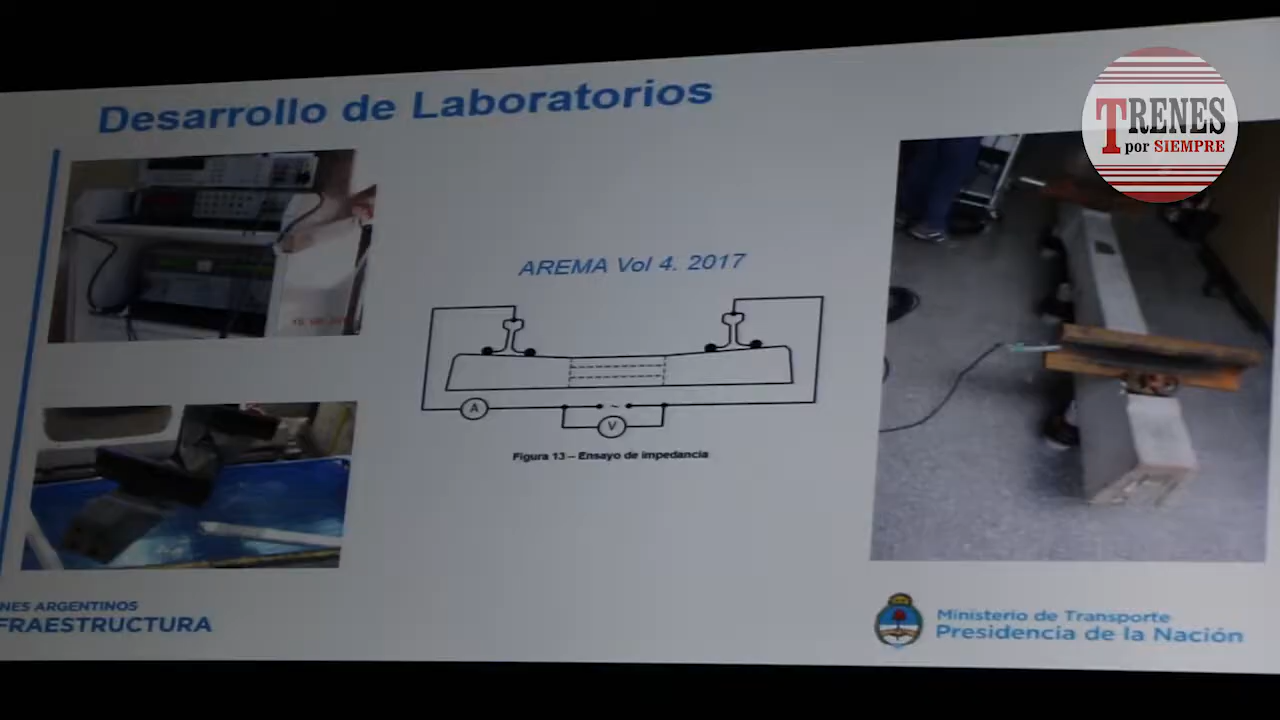 Desarrollo de Laboratorios
TRENES
por SIEMPRE
AREMA Vol 4. 2017
A
V
Figura 13 – Ensayo de impedancia
NES ARGENTINOS
FRAESTRUCTURA
Ministerio de Transporte
Presidencia de la Nación